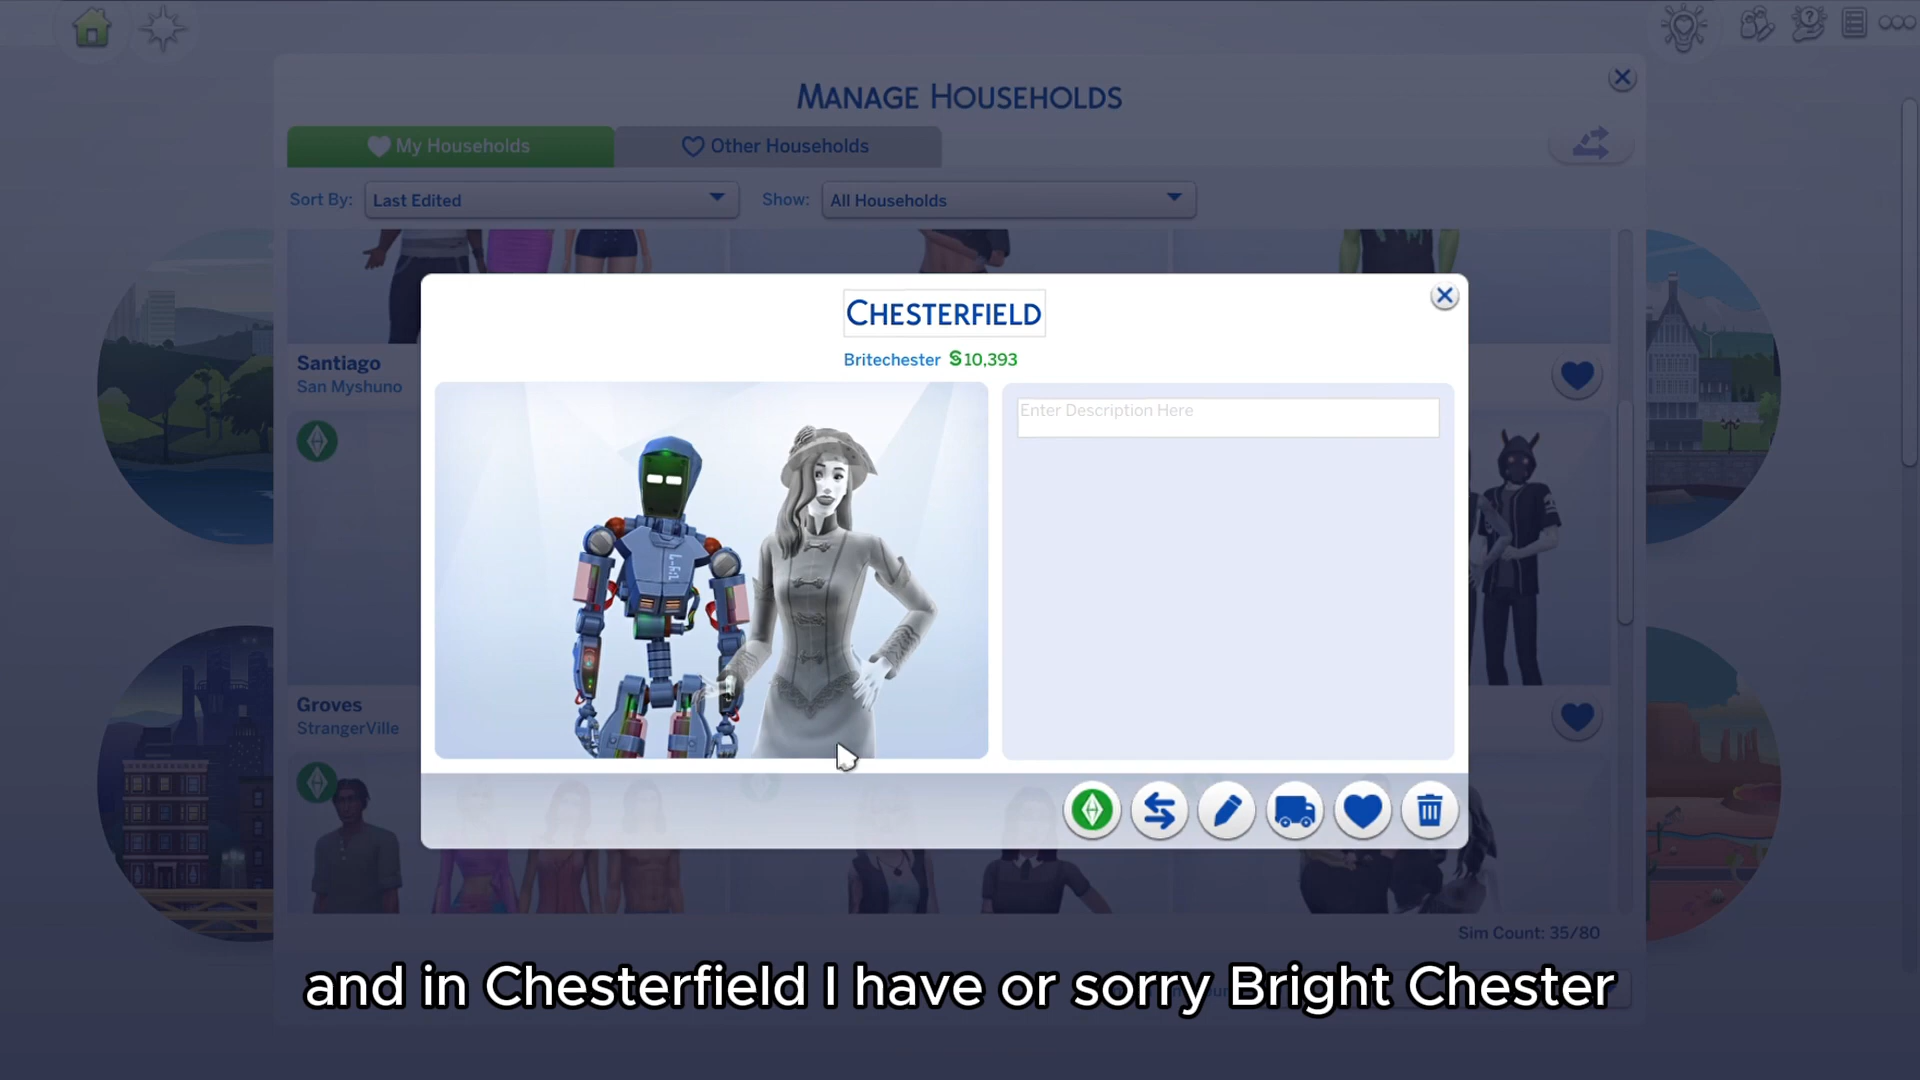 MANAGE HOUSEHOLDS
My Households
Other Households
Sort By:
Last Edited
Show:
All Households
CHESTERFIELD
Britechester §10,393
Enter Description Here
Santiago
San Myshuno
Groves
StrangerVille
Sim Count: 35/80
and in Chesterfield I have or sorry Bright Chester